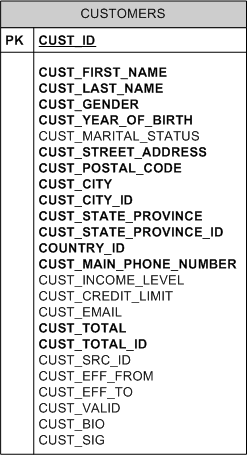 CUSTOMERS
PK CUST_ID
CUST_FIRST_NAME
CUST_LAST_NAME
CUST_GENDER
CUST_YEAR_OF_BIRTH
CUST_MARITAL_STATUS
CUST_STREET_ADDRESS
CUST_POSTAL_CODE
CUST_CITY
CUST_CITY_ID
CUST_STATE_PROVINCE
CUST_STATE_PROVINCE_ID
COUNTRY_ID
CUST_MAIN_PHONE_NUMBER
CUST_INCOME_LEVEL
CUST_CREDIT_LIMIT
CUST_EMAIL
CUST_TOTAL
CUST_TOTAL_ID
CUST_SRC_ID
CUST_EFF_FROM
CUST_EFF_TO
CUST_VALID
CUST_BIO
CUST_SIG